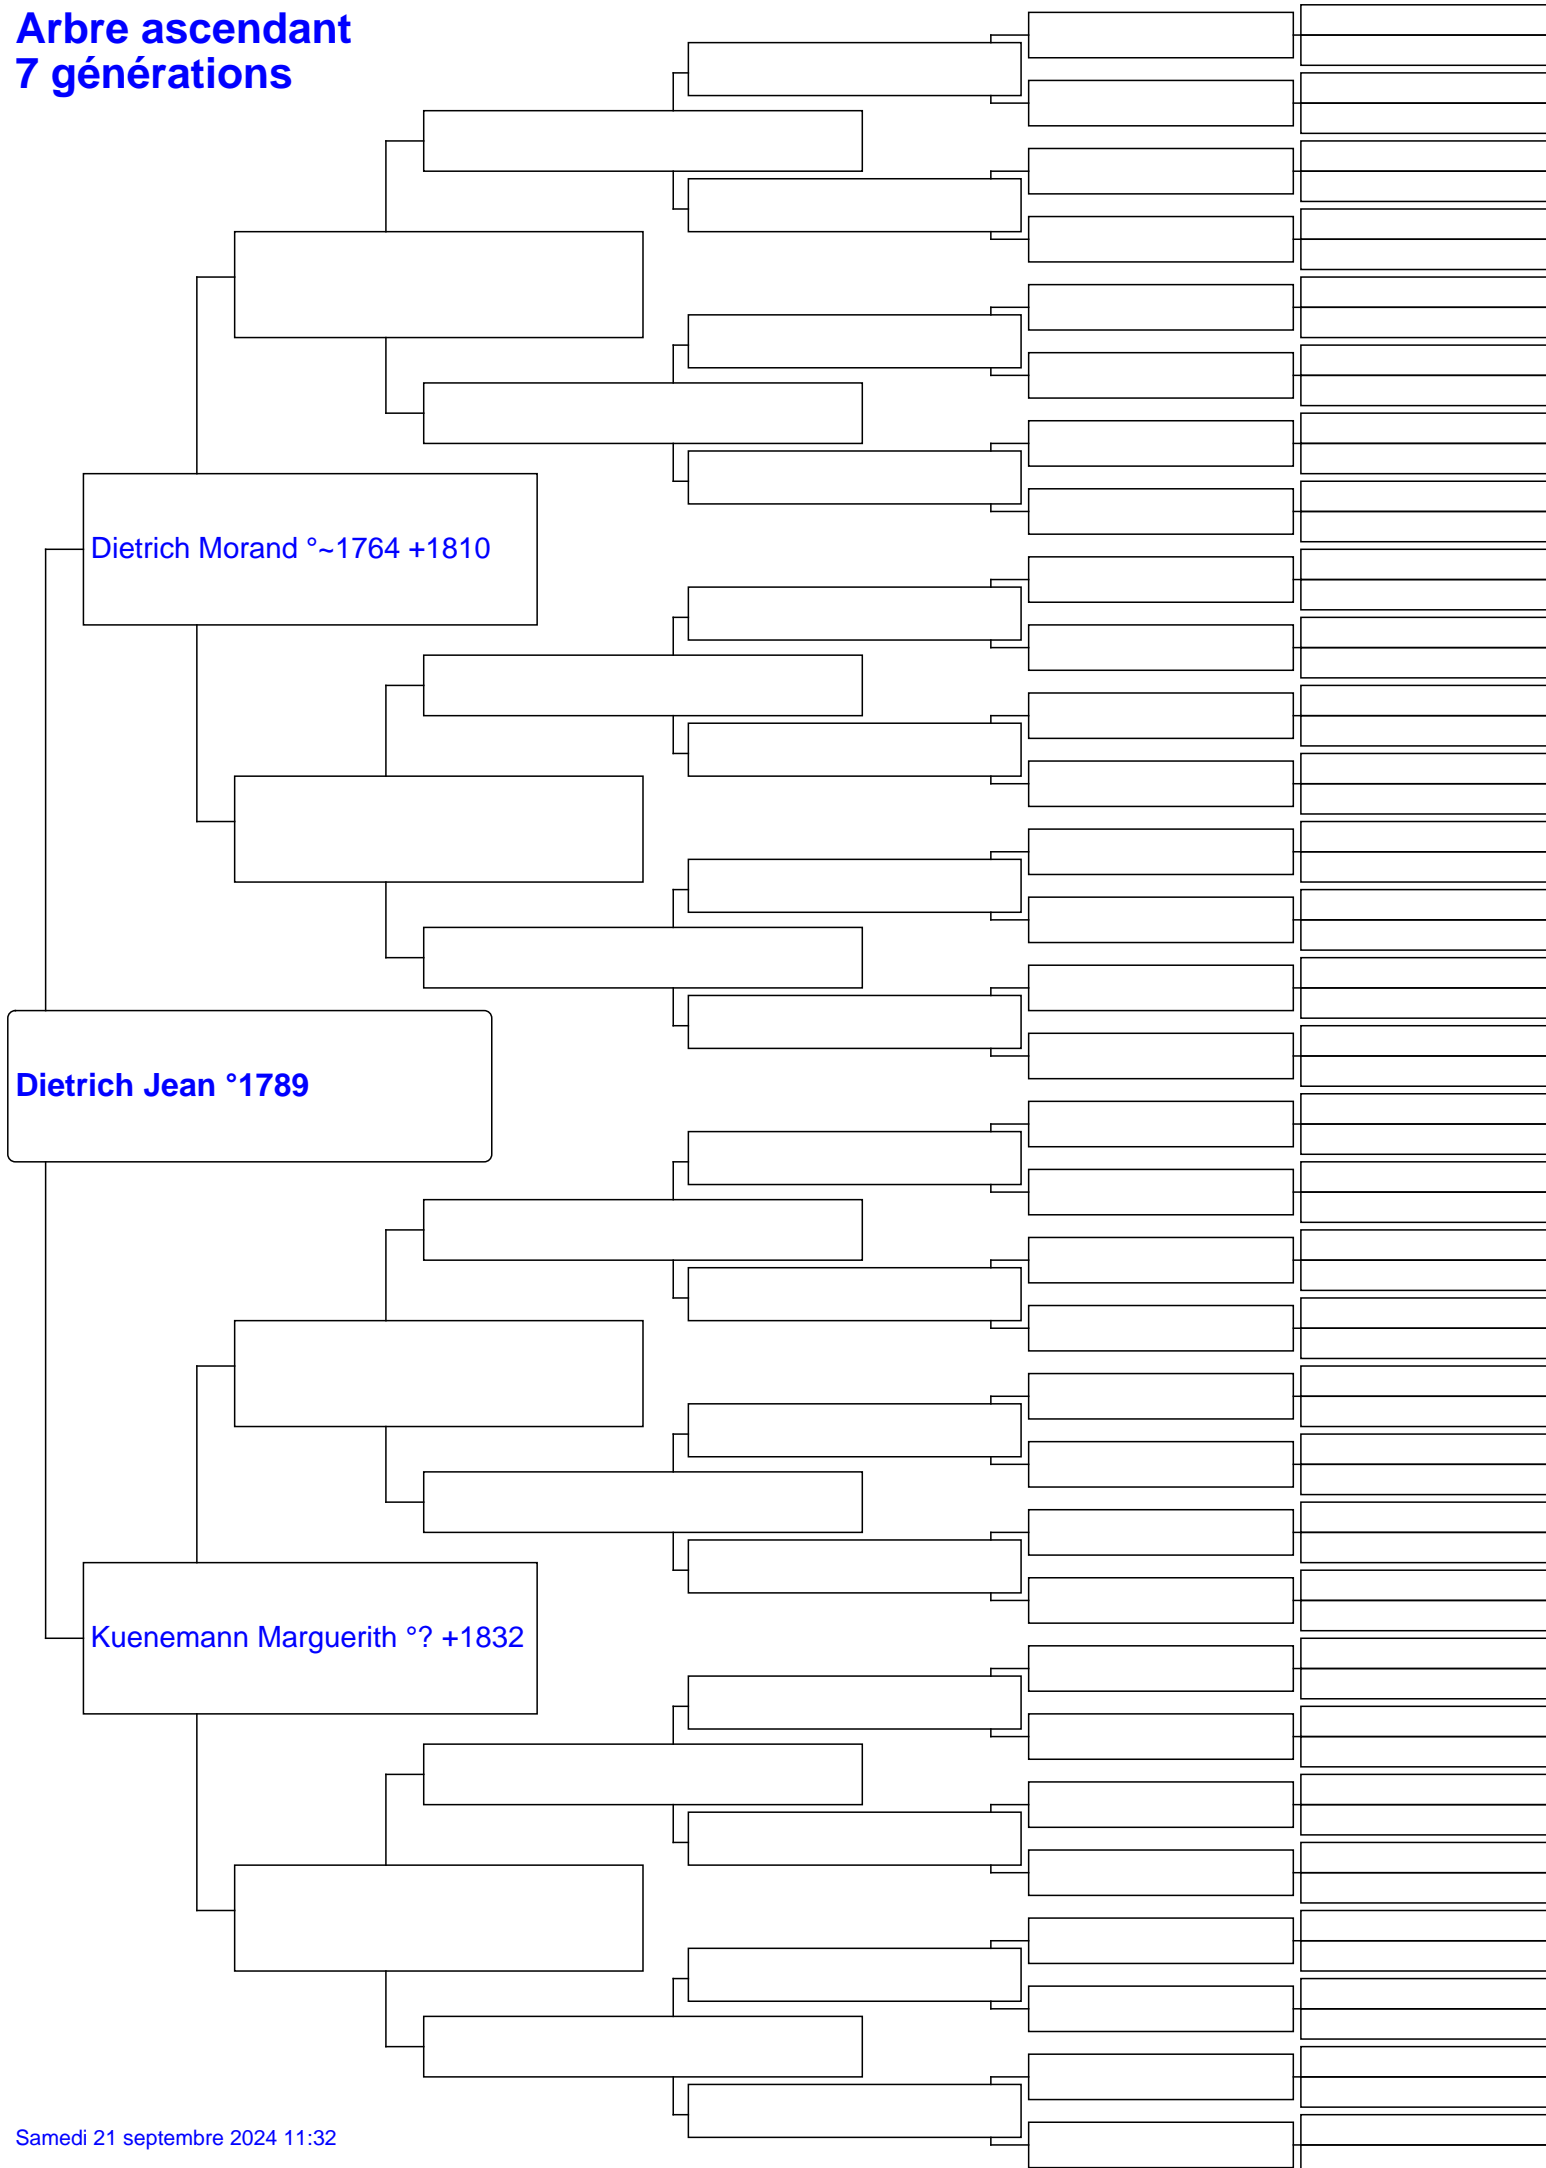 Arbre ascendant
7 générations
Dietrich Morand °~1764 +1810
Dietrich Jean °1789
Kuenemann Marguerith °? +1832
Samedi 21 septembre 2024 11:32